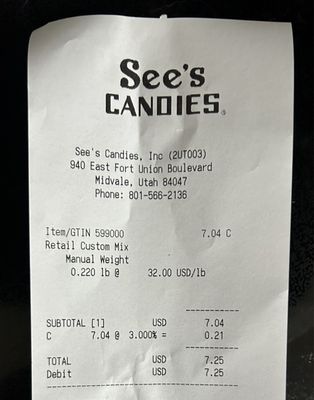 See's
CANDIES®
See's Candies, Inc (2UT003)
940 East Fort Union Boulevard
Midvale, Utah 84047
Phone: 801-566-2136
Item/GTIN 599000 7.04 C
Retail Custom Mix
Manual Weight
0.220 lb @ 32.00 USD/lb
----------
SUBTOTAL [1] USD 7.04
C 7.04 @ 3.000% = 0.21
----------
TOTAL USD 7.25
Debit USD 7.25
------------------------------------